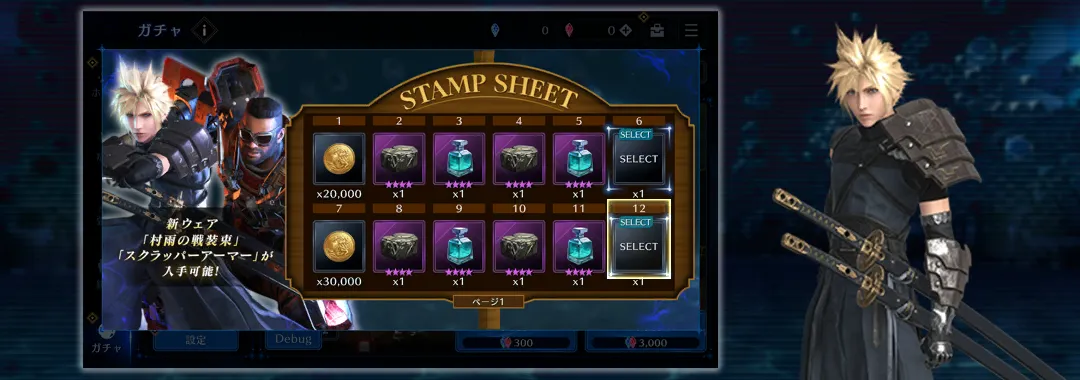 ガチャ i 0 0
STAMP SHEET
1 2 3 4 5 6
SELECT
SELECT
x20,000 x1 x1 x1 x1 x1
7 8 9 10 11 12
SELECT
SELECT
x30,000 x1 x1 x1 x1 x1
新ウェア
「村雨の戦装束」
「スクラッパーアーマー」が
入手可能!
ページ1
ガチャ 設定 Debug 300 3,000